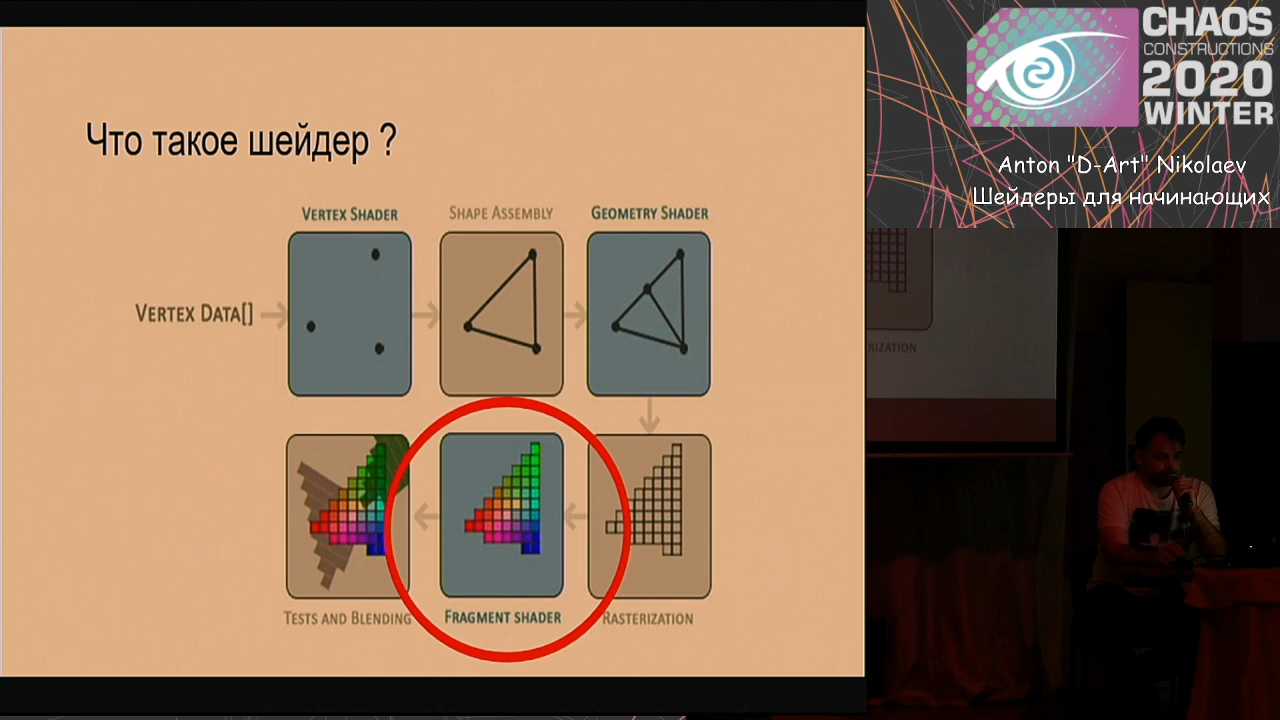 Что такое шейдер ?
VERTEX SHADER
SHAPE ASSEMBLY
GEOMETRY SHADER
VERTEX DATA[]
TESTS AND BLENDING
FRAGMENT SHADER
RASTERIZATION
CHAOS
CONSTRUCTIONS
2020
WINTER
Anton "D-Art" Nikolaev
Шейдеры для начинающих
RIZATION